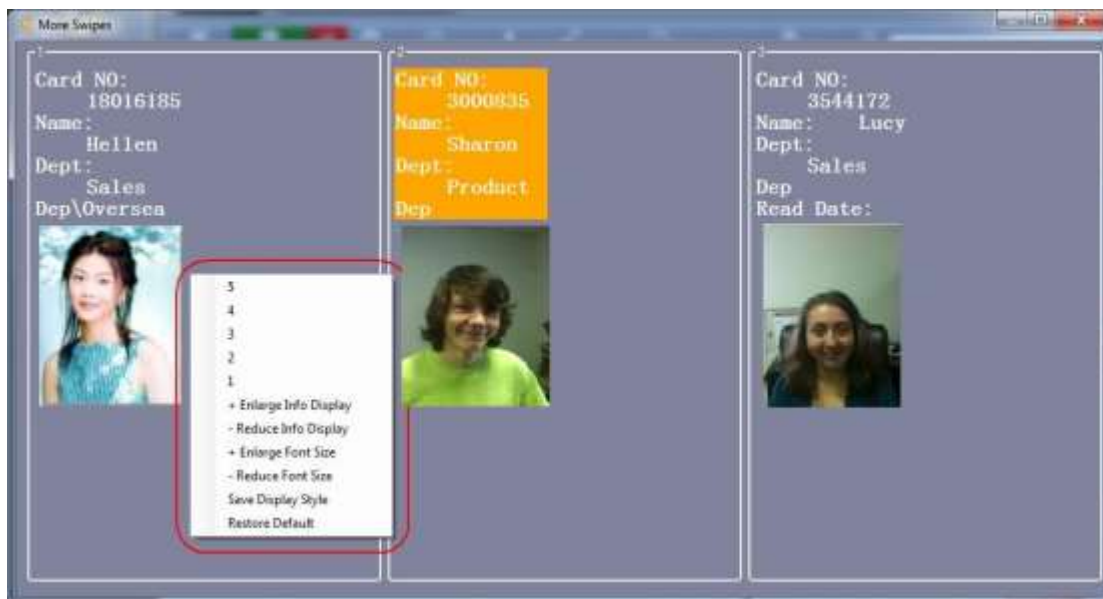 More Swipes
1
Card NO:
18016185
Name:
Hellen
Dept:
Sales
Dep\Oversea
2
Card NO:
3000835
Name:
Sharon
Dept:
Product
Dep
3
Card NO:
3544172
Name: Lucy
Dept:
Sales
Dep
Read Date:
5
4
3
2
1
+ Enlarge Info Display
- Reduce Info Display
+ Enlarge Font Size
- Reduce Font Size
Save Display Style
Restore Default